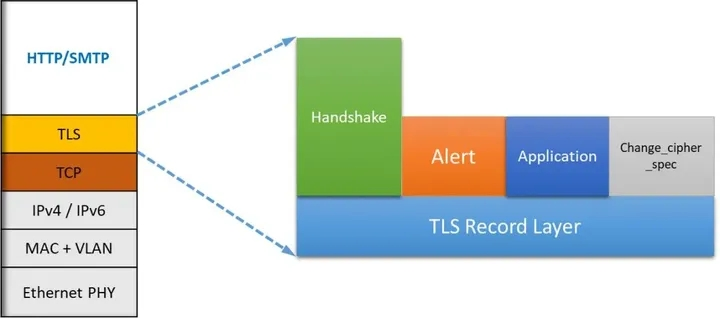 HTTP/SMTP
TLS
TCP
IPv4 / IPv6
MAC + VLAN
Ethernet PHY
Handshake
Alert
Application
Change_cipher
_spec
TLS Record Layer